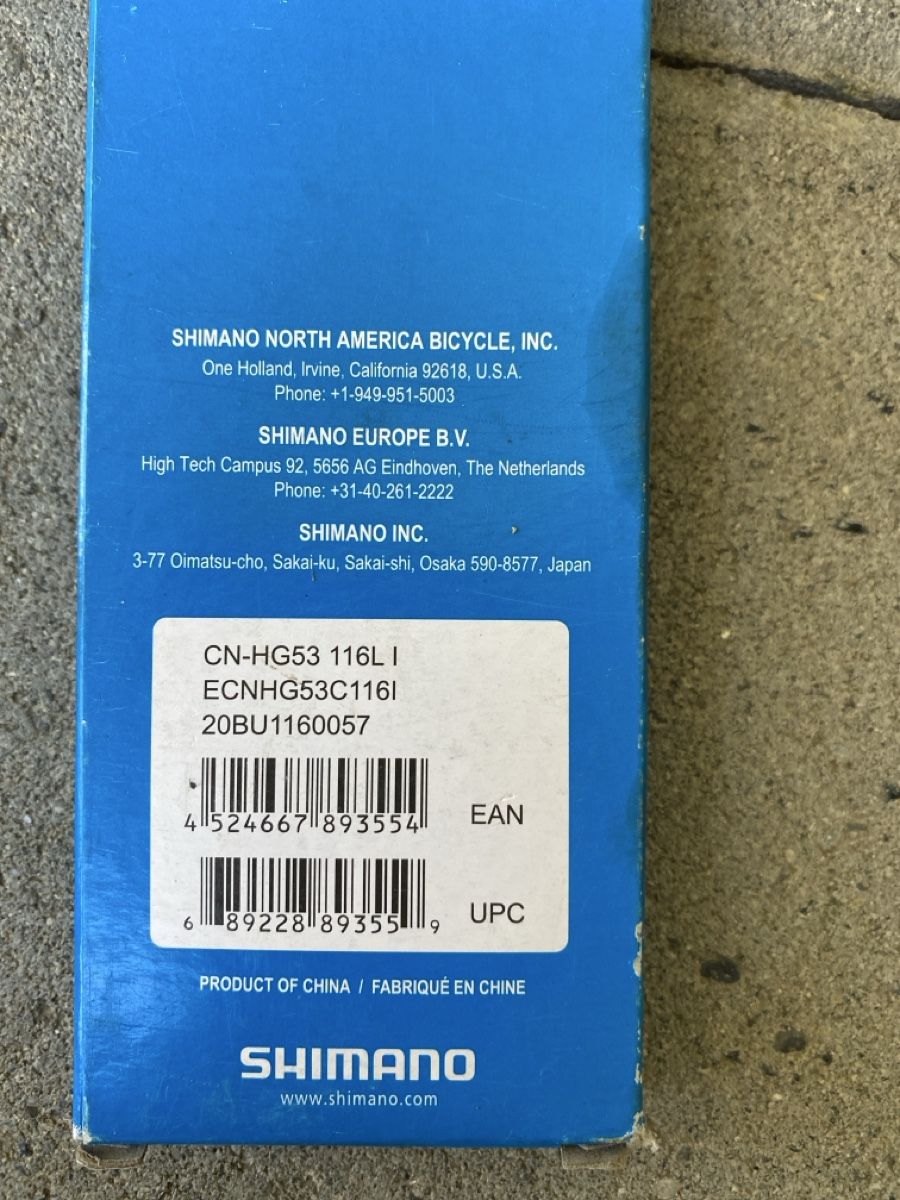 SHIMANO NORTH AMERICA BICYCLE, INC.
One Holland, Irvine, California 92618, U.S.A.
Phone: +1-949-951-5003
SHIMANO EUROPE B.V.
High Tech Campus 92, 5656 AG Eindhoven, The Netherlands
Phone: +31-40-261-2222
SHIMANO INC.
3-77 Oimatsu-cho, Sakai-ku, Sakai-shi, Osaka 590-8577, Japan
CN-HG53 116L I
ECNHG53C116I
20BU1160057
4 524667 893554 EAN
6 89228 89355 9 UPC
PRODUCT OF CHINA / FABRIQUÉ EN CHINE
SHIMANO
www.shimano.com